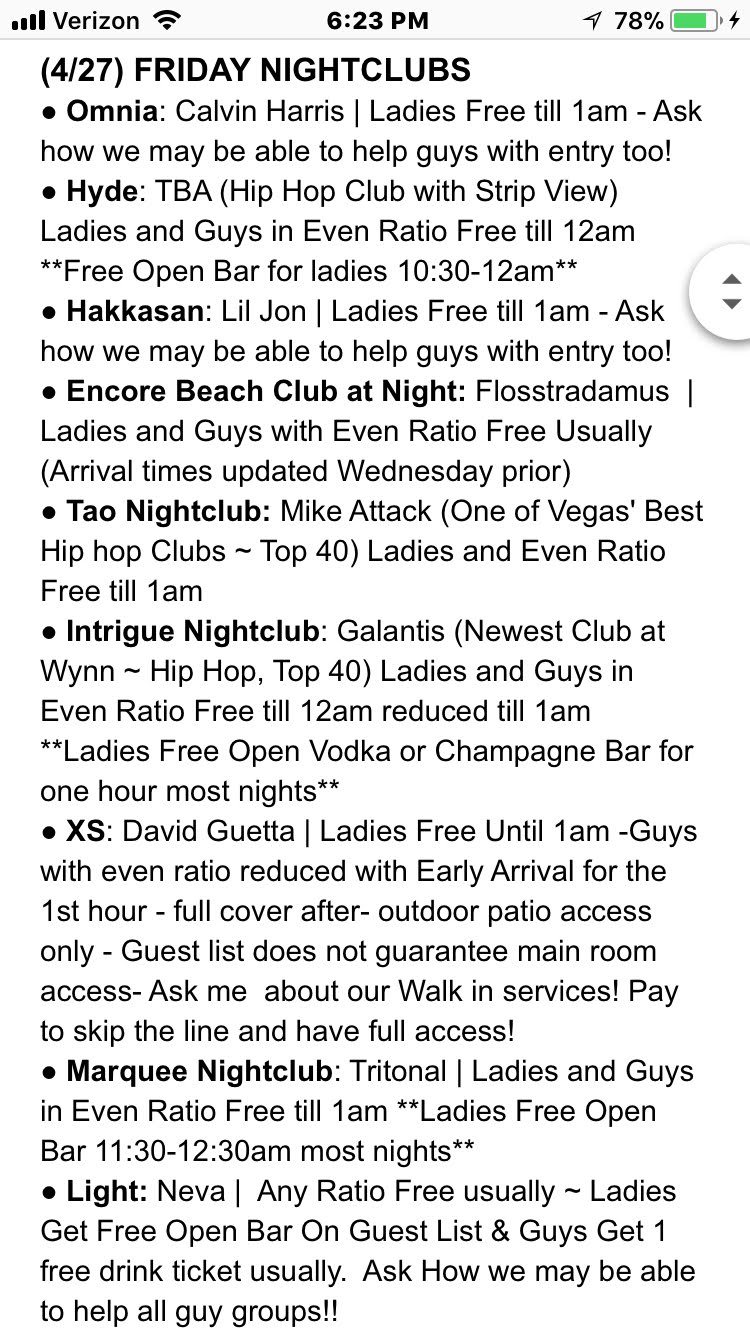 Verizon 6:23 PM 78%
(4/27) FRIDAY NIGHTCLUBS
● Omnia: Calvin Harris | Ladies Free till 1am - Ask
how we may be able to help guys with entry too!
● Hyde: TBA (Hip Hop Club with Strip View)
Ladies and Guys in Even Ratio Free till 12am
**Free Open Bar for ladies 10:30-12am**
● Hakkasan: Lil Jon | Ladies Free till 1am - Ask
how we may be able to help guys with entry too!
● Encore Beach Club at Night: Flosstradamus  |
Ladies and Guys with Even Ratio Free Usually
(Arrival times updated Wednesday prior)
● Tao Nightclub: Mike Attack (One of Vegas' Best
Hip hop Clubs ~ Top 40) Ladies and Even Ratio
Free till 1am
● Intrigue Nightclub: Galantis (Newest Club at
Wynn ~ Hip Hop, Top 40) Ladies and Guys in
Even Ratio Free till 12am reduced till 1am
**Ladies Free Open Vodka or Champagne Bar for
one hour most nights**
● XS: David Guetta | Ladies Free Until 1am -Guys
with even ratio reduced with Early Arrival for the
1st hour - full cover after- outdoor patio access
only - Guest list does not guarantee main room
access- Ask me  about our Walk in services! Pay
to skip the line and have full access!
● Marquee Nightclub: Tritonal | Ladies and Guys
in Even Ratio Free till 1am **Ladies Free Open
Bar 11:30-12:30am most nights**
● Light: Neva |  Any Ratio Free usually ~ Ladies
Get Free Open Bar On Guest List & Guys Get 1
free drink ticket usually.  Ask How we may be able
to help all guy groups!!